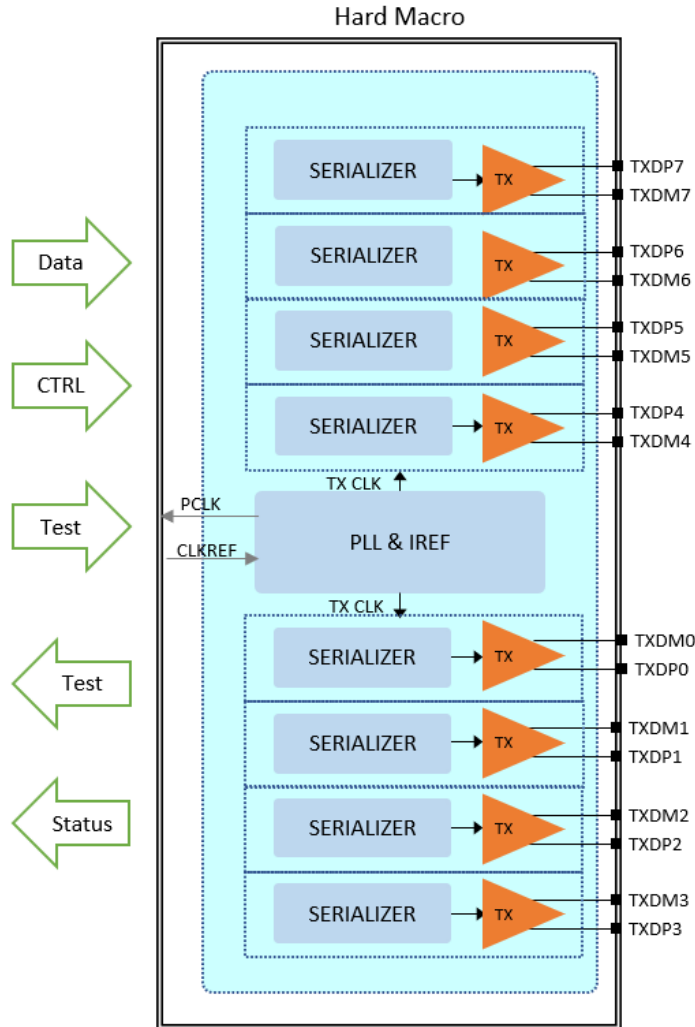 Hard Macro
SERIALIZER
TX
TXDP7
TXDM7
Data
SERIALIZER
TX
TXDP6
TXDM6
SERIALIZER
TX
TXDP5
TXDM5
CTRL
SERIALIZER
TX
TXDP4
TXDM4
TX CLK
Test
PCLK
CLKREF
PLL & IREF
TX CLK
Test
SERIALIZER
TX
TXDM0
TXDP0
SERIALIZER
TX
TXDM1
TXDP1
Status
SERIALIZER
TX
TXDM2
TXDP2
SERIALIZER
TX
TXDM3
TXDP3